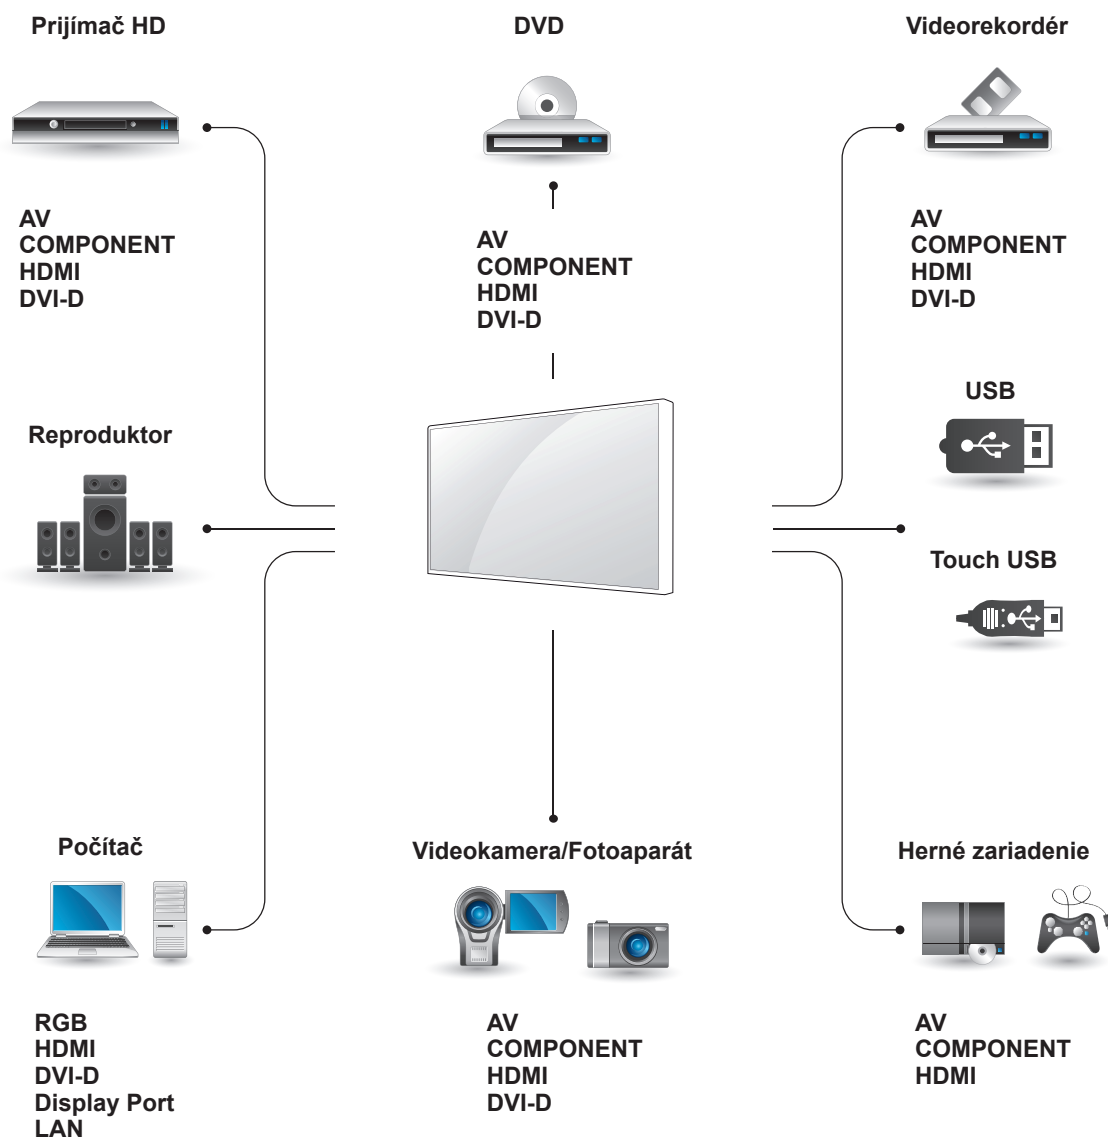 Prijímač HD
AV
COMPONENT
HDMI
DVI-D
DVD
AV
COMPONENT
HDMI
DVI-D
Videorekordér
AV
COMPONENT
HDMI
DVI-D
Reproduktor
USB
Touch USB
Počítač
RGB
HDMI
DVI-D
Display Port
LAN
Videokamera/Fotoaparát
AV
COMPONENT
HDMI
DVI-D
Herné zariadenie
AV
COMPONENT
HDMI